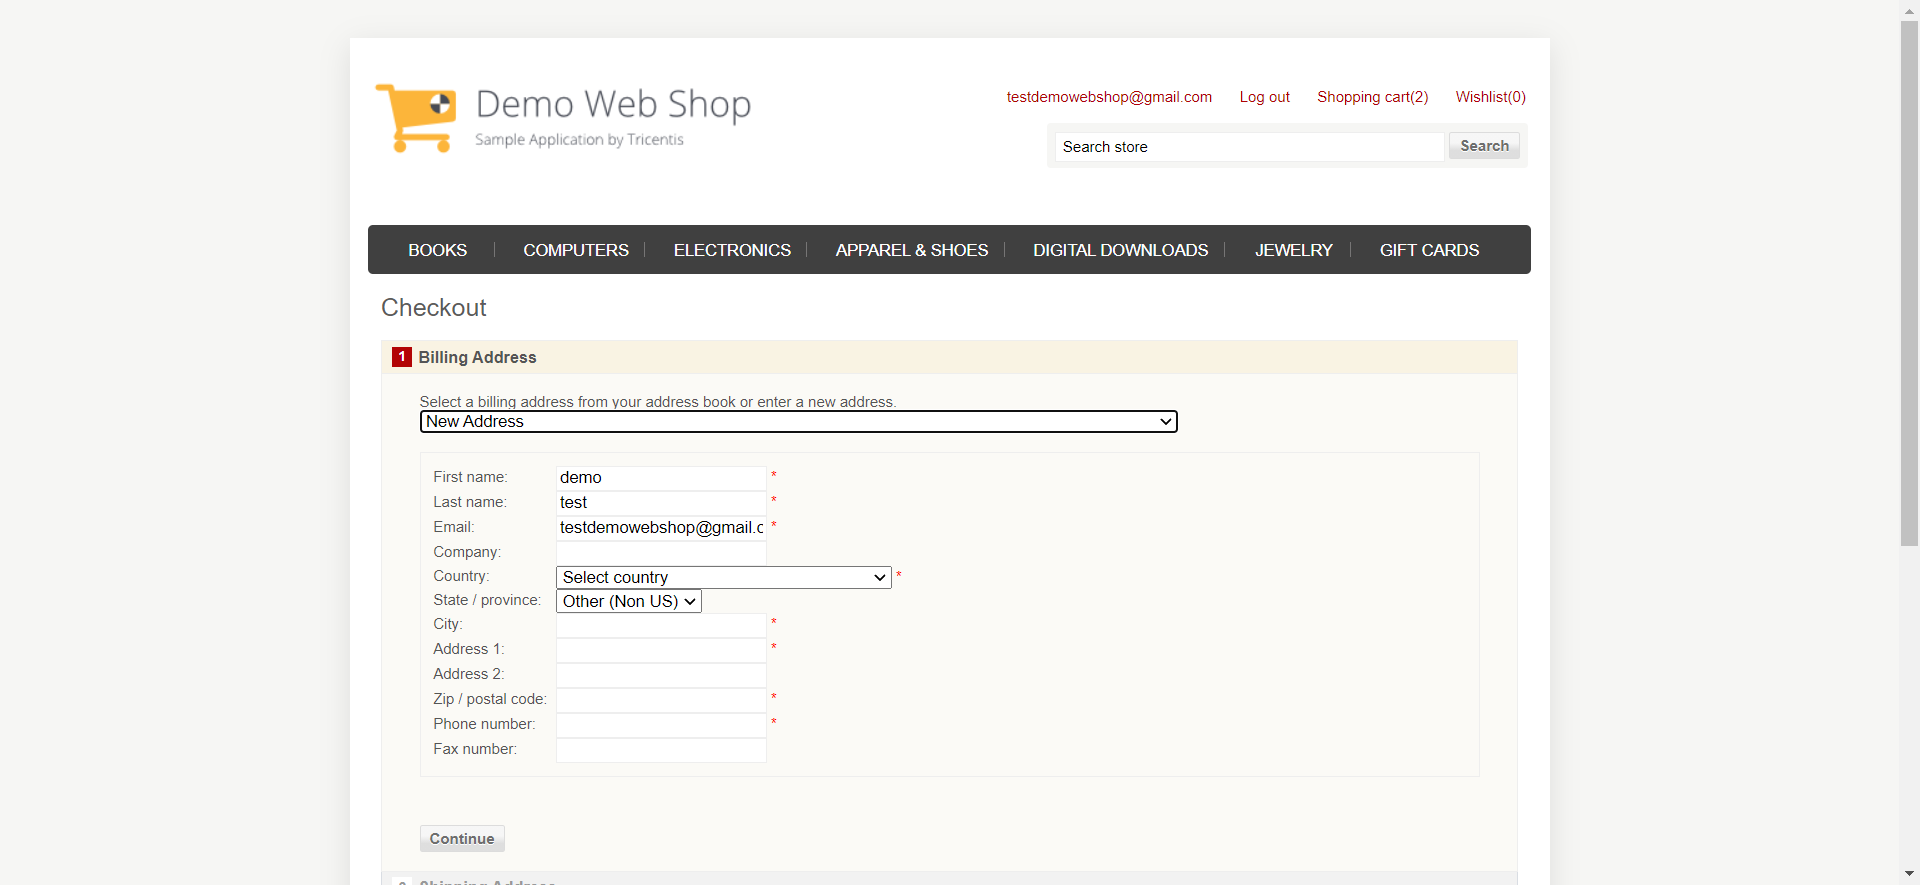 Demo Web Shop
Sample Application by Tricentis
testdemowebshop@gmail.com Log out Shopping cart(2) Wishlist(0)
Search store Search
BOOKS COMPUTERS ELECTRONICS APPAREL & SHOES DIGITAL DOWNLOADS JEWELRY GIFT CARDS
Checkout
1 Billing Address
Select a billing address from your address book or enter a new address.
New Address
First name: demo *
Last name: test *
Email: testdemowebshop@gmail.c *
Company:
Country: Select country *
State / province: Other (Non US)
City: *
Address 1: *
Address 2:
Zip / postal code: *
Phone number: *
Fax number:
Continue
2 Shipping Address